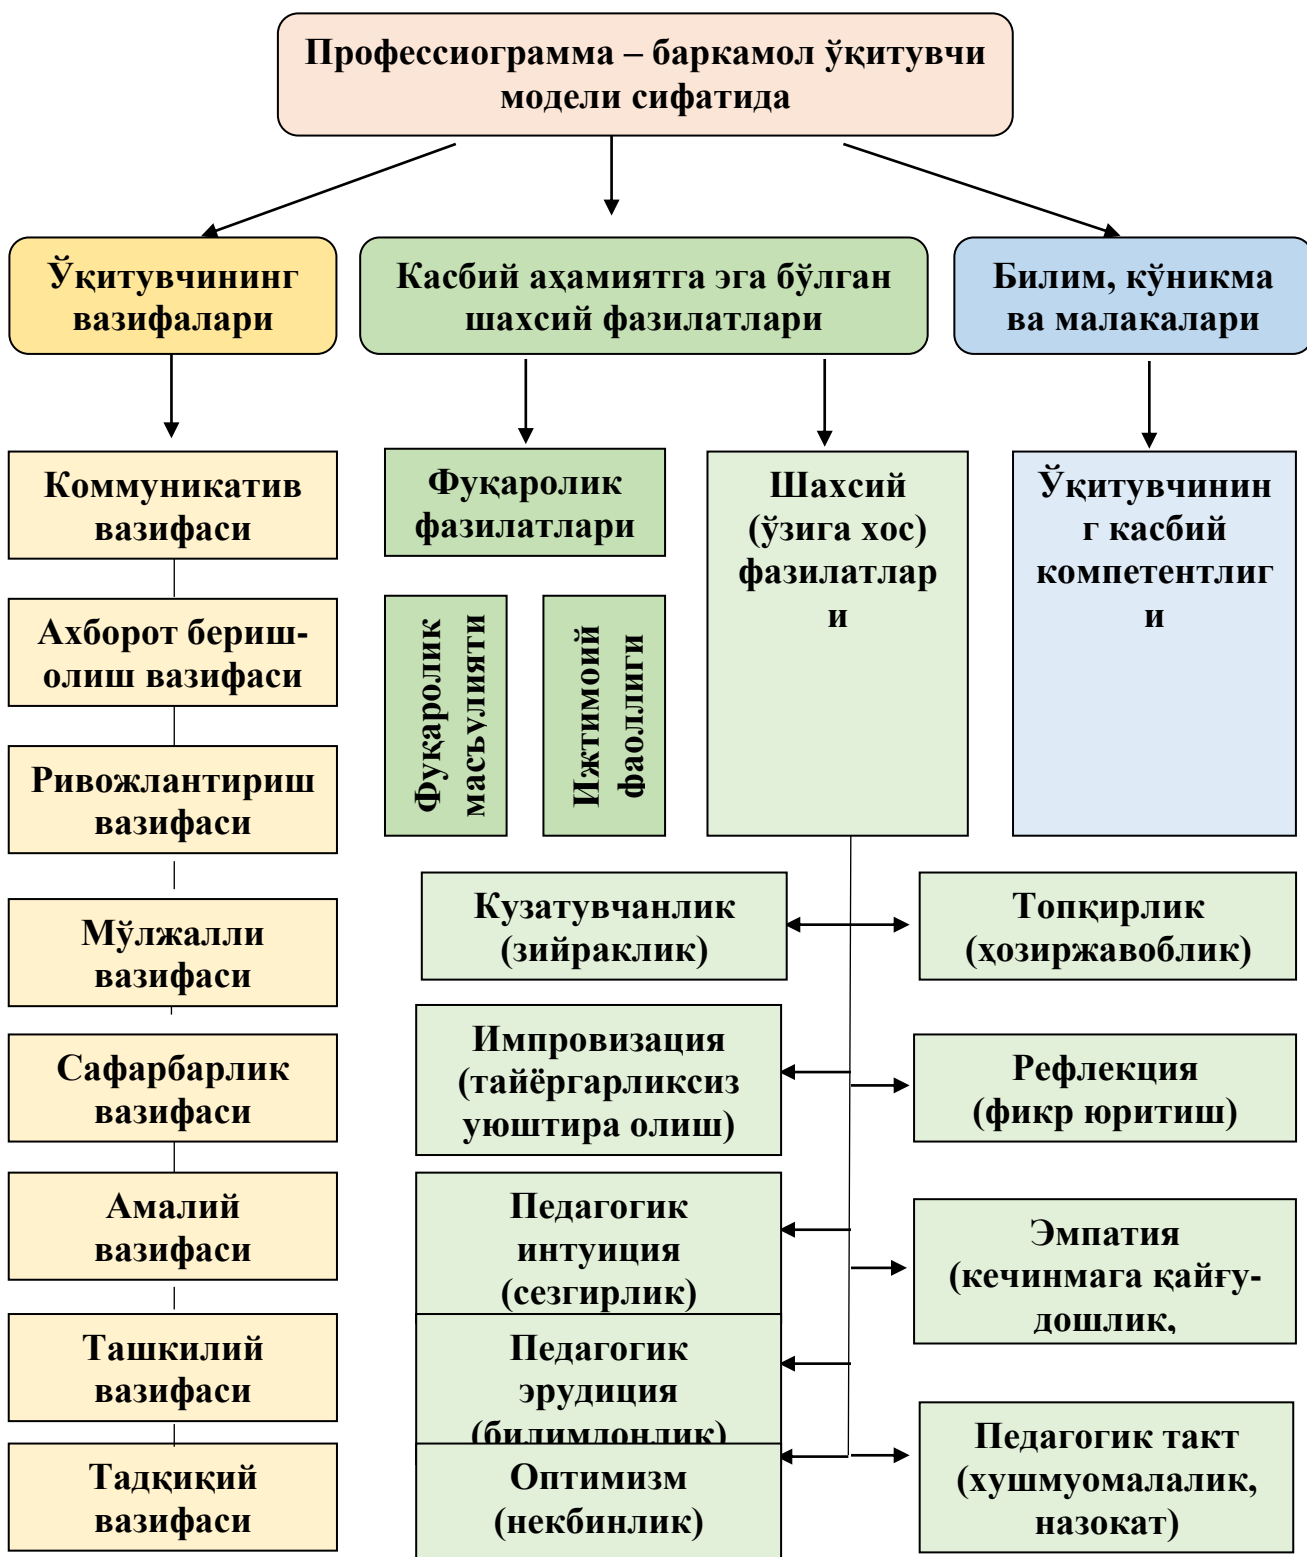 Профессиограмма – баркамол ўқитувчи
модели сифатида
Ўқитувчининг
вазифалари
Касбий аҳамиятга эга бўлган
шахсий фазилатлари
Билим, кўникма
ва малакалари
Коммуникатив
вазифаси
Ахборот бериш-
олиш вазифаси
Ривожлантириш
вазифаси
Мўлжалли
вазифаси
Сафарбарлик
вазифаси
Амалий
вазифаси
Ташкилий
вазифаси
Тадқиқий
вазифаси
Фуқаролик
фазилатлари
Фуқаролик
масъулияти
Ижтимоий
фаоллиги
Шахсий
(ўзига хос)
фазилатлар
и
Ўқитувчинин
г касбий
компетентлиг
и
Кузатувчанлик
(зийраклик)
Топқирлик
(ҳозиржавоблик)
Импровизация
(тайёргарликсиз
уюштира олиш)
Рефлекция
(фикр юритиш)
Педагогик
интуиция
(сезгирлик)
Эмпатия
(кечинмага қайғу-
дошлик,
Педагогик
эрудиция
(билимдонлик)
Педагогик такт
(хушмуомалалик,
назокат)
Оптимизм
(некбинлик)